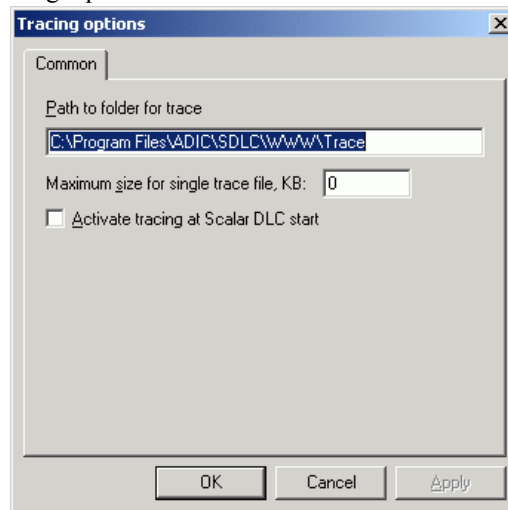 Tracing options
Common
Path to folder for trace
C:\Program Files\ADIC\SDLC\WWW\Trace
Maximum size for single trace file, KB: 0
Activate tracing at Scalar DLC start
OK Cancel Apply